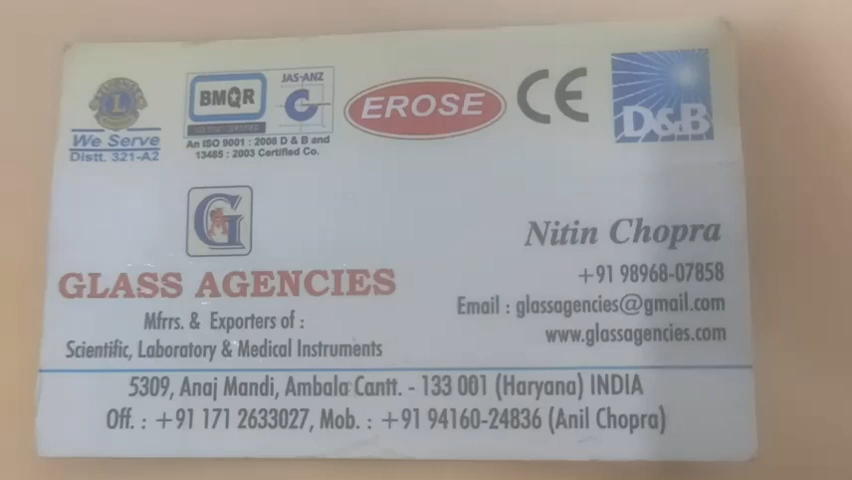 We Serve
Distt. 321-A2
BMQR
JAS-ANZ
An ISO 9001 : 2008 D & B and
13485 : 2003 Certified Co.
EROSE
CE
D&B
G
GLASS AGENCIES
Mfrrs. & Exporters of :
Scientific, Laboratory & Medical Instruments
Nitin Chopra
+91 98968-07858
Email : glassagencies@gmail.com
www.glassagencies.com
5309, Anaj Mandi, Ambala Cantt. - 133 001 (Haryana) INDIA
Off. : +91 171 2633027, Mob. : +91 94160-24836 (Anil Chopra)